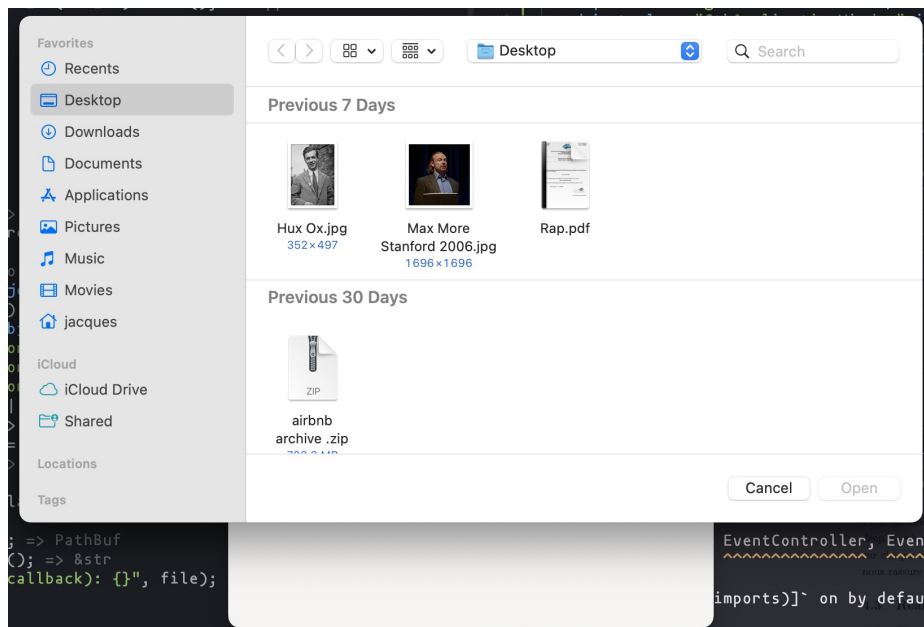 Favorites
Recents
Desktop
Downloads
Documents
Applications
Pictures
Music
Movies
jacques
iCloud
iCloud Drive
Shared
Locations
Tags
Desktop
Search
Previous 7 Days
Hux Ox.jpg
352×497
Max More
Stanford 2006.jpg
1696×1696
Rap.pdf
Previous 30 Days
ZIP
airbnb
archive .zip
Cancel
Open
; => PathBuf
(); => &str
callback): {}", file);
EventController, Even
nous rassure
imports)]` on by defau